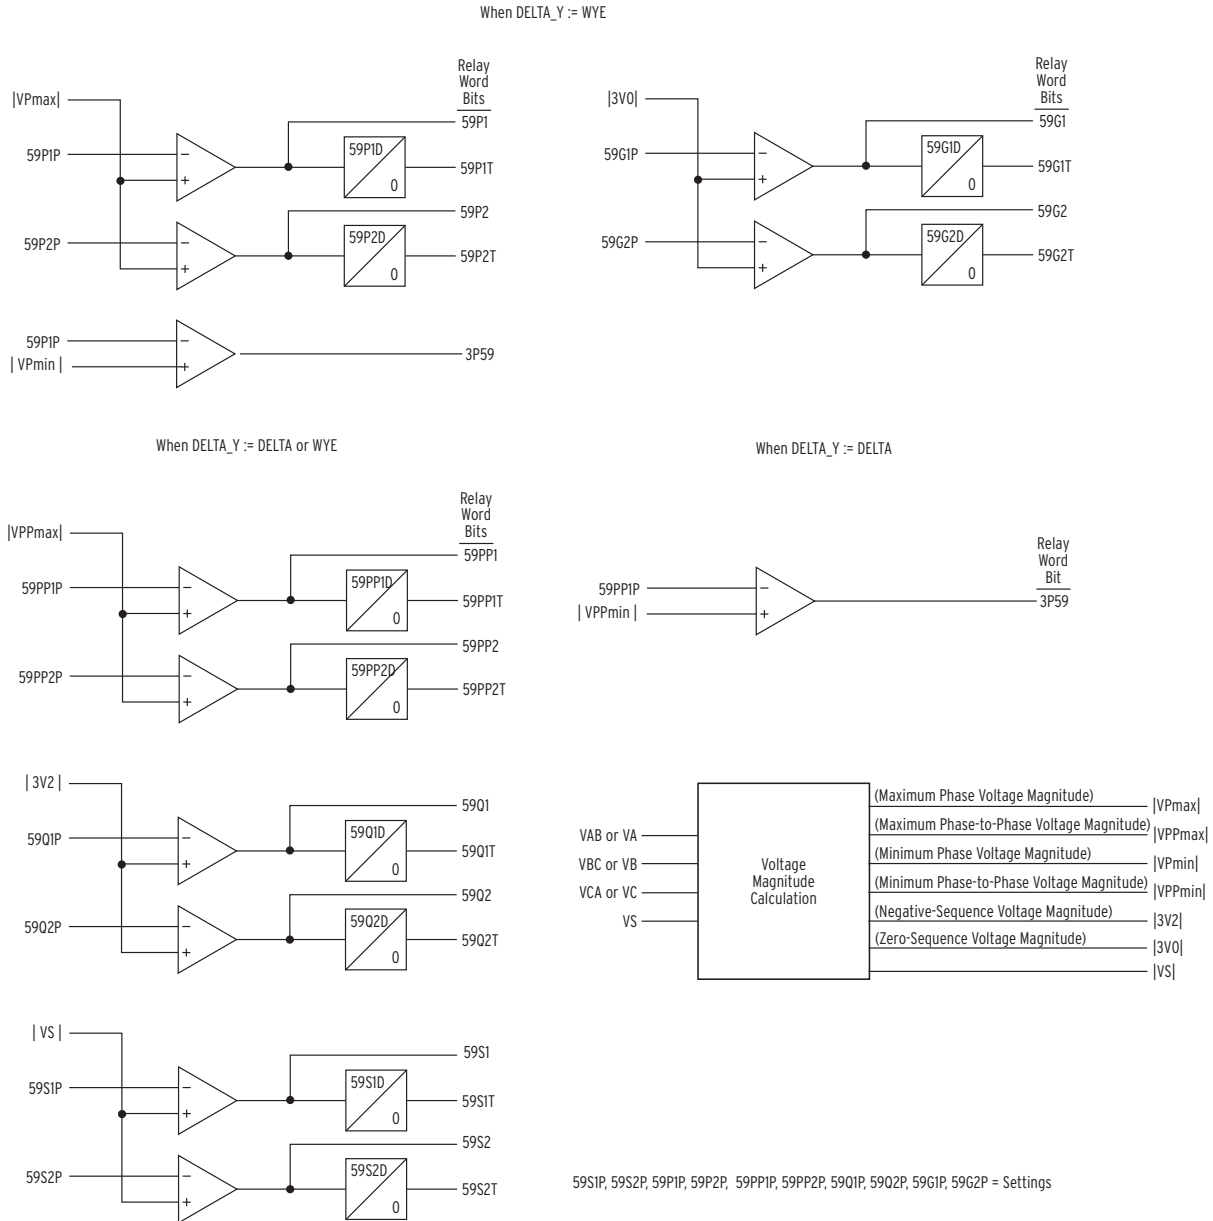 When DELTA_Y := WYE
Relay
Word
Bits
|VPmax|
59P1
59P1P
−
+
59P1D
0
59P1T
59P2
59P2P
−
+
59P2D
0
59P2T
59P1P
| VPmin |
−
+
3P59
Relay
Word
Bits
|3V0|
59G1
59G1P
−
+
59G1D
0
59G1T
59G2
59G2P
−
+
59G2D
0
59G2T
When DELTA_Y := DELTA or WYE
Relay
Word
Bits
|VPPmax|
59PP1
59PP1P
−
+
59PP1D
0
59PP1T
59PP2
59PP2P
−
+
59PP2D
0
59PP2T
When DELTA_Y := DELTA
Relay
Word
Bit
59PP1P
| VPPmin |
−
+
3P59
| 3V2 |
59Q1
59Q1P
−
+
59Q1D
0
59Q1T
59Q2
59Q2P
−
+
59Q2D
0
59Q2T
VAB or VA
VBC or VB
VCA or VC
VS
Voltage
Magnitude
Calculation
(Maximum Phase Voltage Magnitude) |VPmax|
(Maximum Phase-to-Phase Voltage Magnitude) |VPPmax|
(Minimum Phase Voltage Magnitude) |VPmin|
(Minimum Phase-to-Phase Voltage Magnitude) |VPPmin|
(Negative-Sequence Voltage Magnitude) |3V2|
(Zero-Sequence Voltage Magnitude) |3V0|
|VS|
| VS |
59S1
59S1P
−
+
59S1D
0
59S1T
59S2
59S2P
−
+
59S2D
0
59S2T
59S1P, 59S2P, 59P1P, 59P2P, 59PP1P, 59PP2P, 59Q1P, 59Q2P, 59G1P, 59G2P = Settings